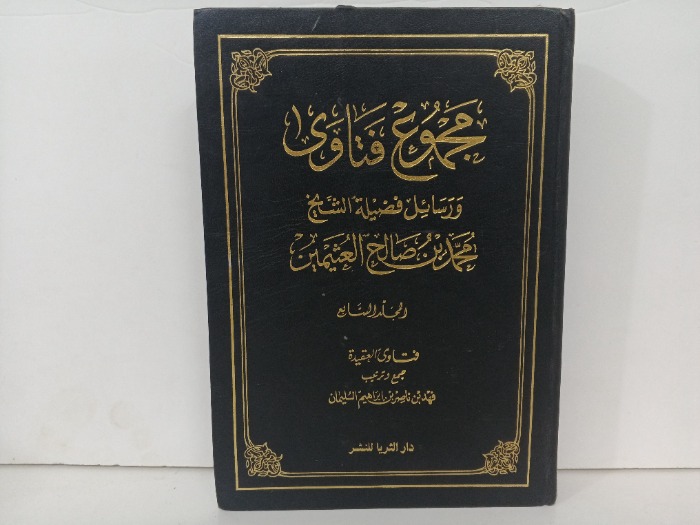 مجموع فتاوى
ورسائل فضيلة الشيخ
محمد بن صالح العثيمين
المجلد السابع
فتاوى العقيدة
جمع وترتيب
فهد بن ناصر بن ابراهيم السليمان
دار الثريا للنشر